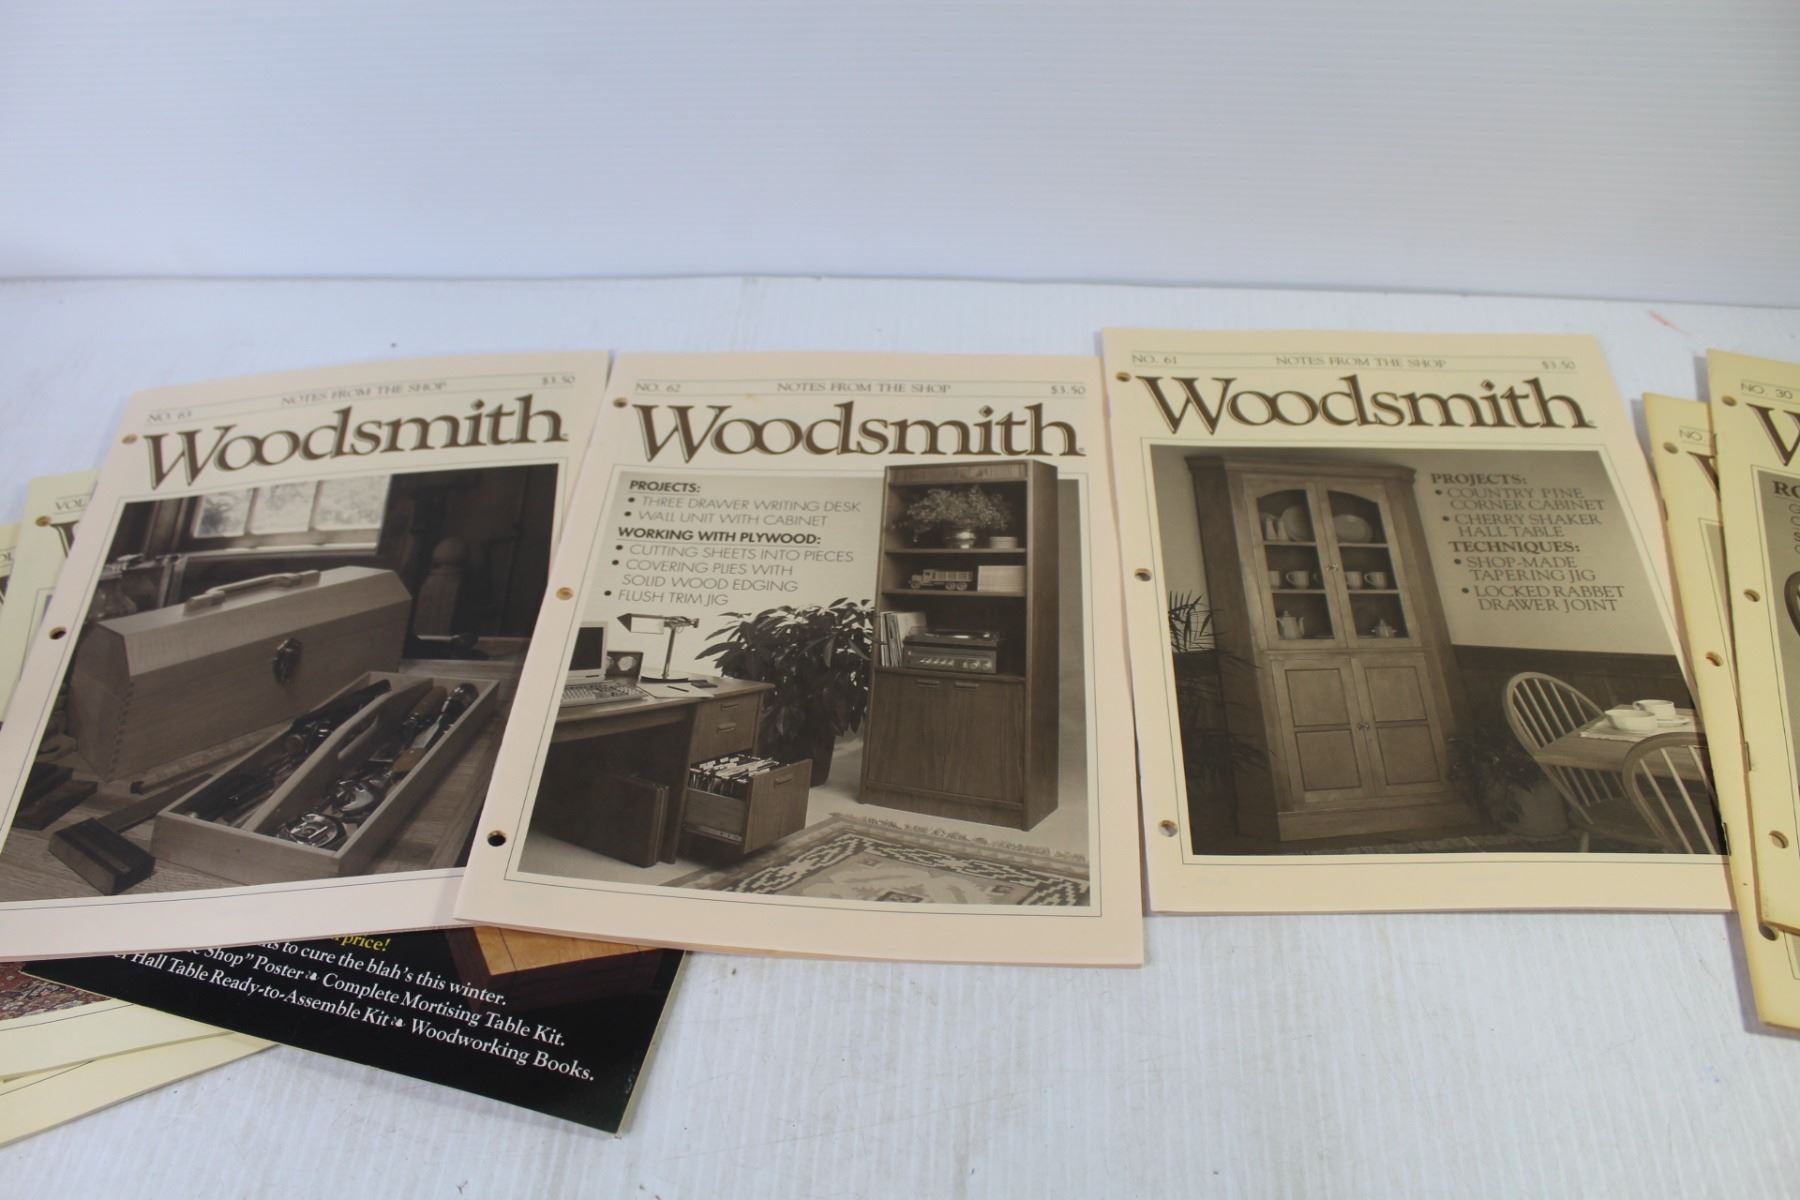 VOL
NO. 63 NOTES FROM THE SHOP $3.50
Woodsmith
NO. 62 NOTES FROM THE SHOP $3.50
Woodsmith
PROJECTS:
• THREE DRAWER WRITING DESK
• WALL UNIT WITH CABINET
WORKING WITH PLYWOOD:
• CUTTING SHEETS INTO PIECES
• COVERING PLIES WITH
SOLID WOOD EDGING
• FLUSH TRIM JIG
NO. 61 NOTES FROM THE SHOP $3.50
Woodsmith
PROJECTS:
• COUNTRY PINE
CORNER CABINET
• CHERRY SHAKER
HALL TABLE
TECHNIQUES:
• SHOP-MADE
TAPERING JIG
• LOCKED RABBET
DRAWER JOINT
NO.
NO. 30
W
price!
to cure the blah's this winter.
Shop" Poster ❧ Complete Mortising Table Kit.
Hall Table Ready-to-Assemble Kit ❧ Woodworking Books.